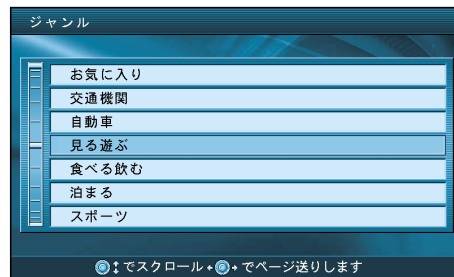 ジャンル
お気に入り
交通機関
自動車
見る遊ぶ
食べる飲む
泊まる
スポーツ
でスクロール でページ送りします